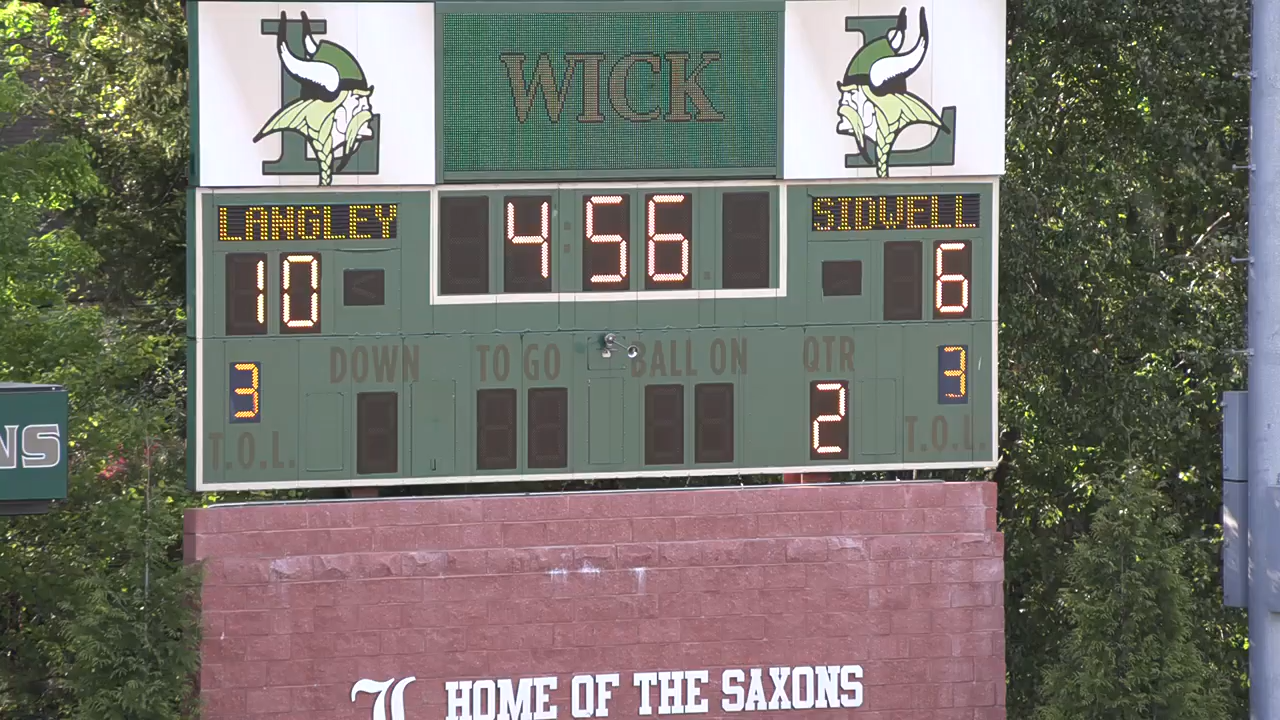 L L
WICK
LANGLEY 4:56 SIDWELL
10 6
DOWN TO GO BALL ON QTR
3 2 3
T.O.L. T.O.L.
NS
L HOME OF THE SAXONS